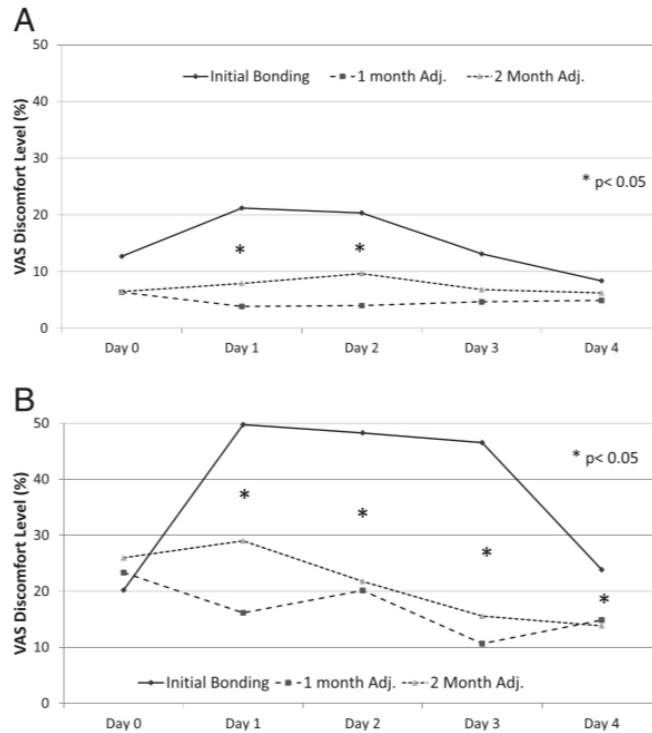 A
50
40
30
20
10
0
VAS Discomfort Level (%)
Initial Bonding 1 month Adj. 2 Month Adj.
* p< 0.05
* *
Day 0 Day 1 Day 2 Day 3 Day 4
B
50
40
30
20
10
0
VAS Discomfort Level (%)
* p< 0.05
* * * *
Initial Bonding 1 month Adj. 2 Month Adj.
Day 0 Day 1 Day 2 Day 3 Day 4